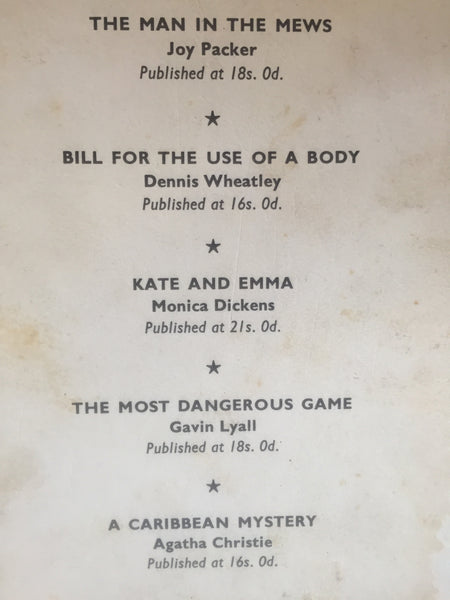 THE MAN IN THE MEWS
Joy Packer
Published at 18s. 0d.
★
BILL FOR THE USE OF A BODY
Dennis Wheatley
Published at 16s. 0d.
★
KATE AND EMMA
Monica Dickens
Published at 21s. 0d.
★
THE MOST DANGEROUS GAME
Gavin Lyall
Published at 18s. 0d.
★
A CARIBBEAN MYSTERY
Agatha Christie
Published at 16s. 0d.